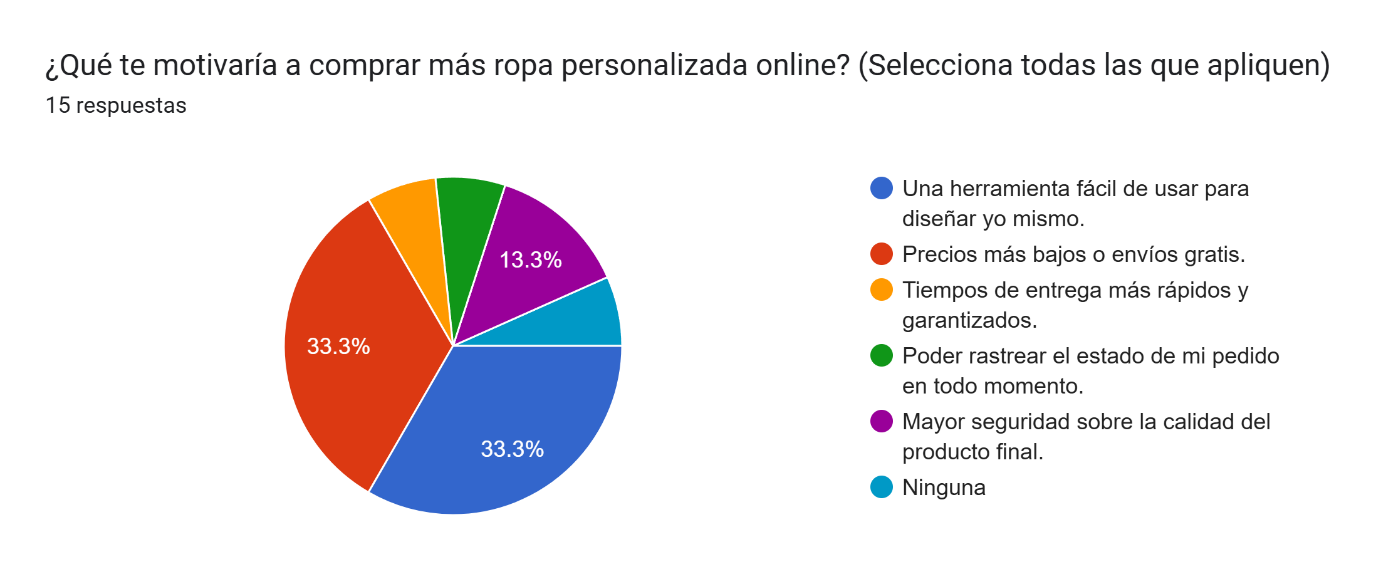 ¿Qué te motivaría a comprar más ropa personalizada online? (Selecciona todas las que apliquen)
15 respuestas
13.3%
33.3%
33.3%
Una herramienta fácil de usar para
diseñar yo mismo.
Precios más bajos o envíos gratis.
Tiempos de entrega más rápidos y
garantizados.
Poder rastrear el estado de mi pedido
en todo momento.
Mayor seguridad sobre la calidad del
producto final.
Ninguna